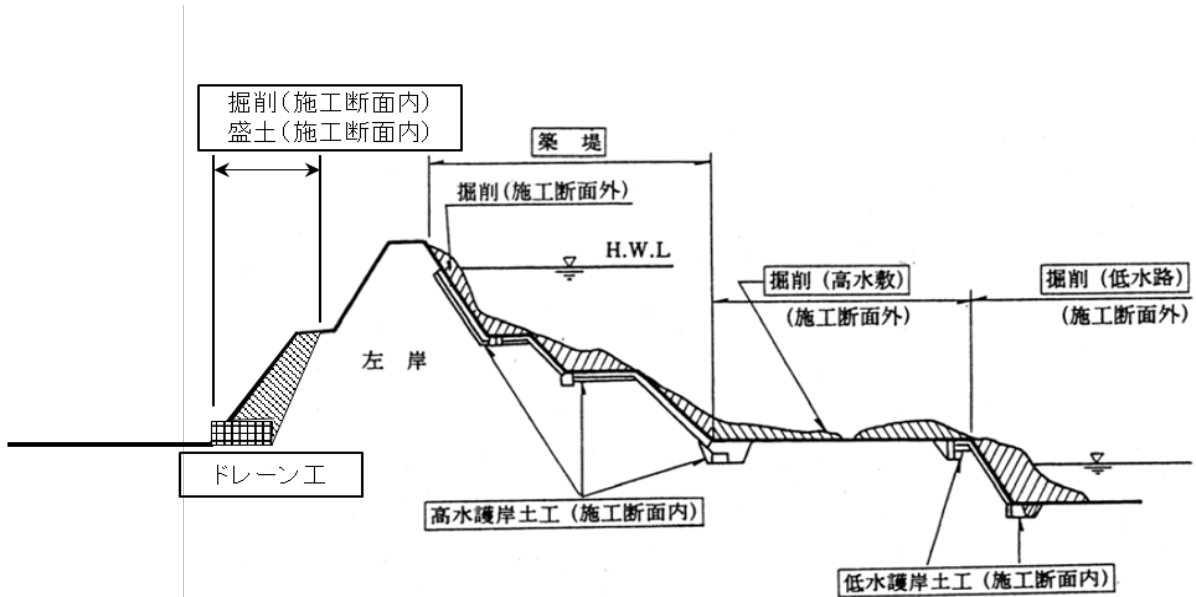 掘削(施工断面内)
盛土(施工断面内)
築 堤
掘削(施工断面外)
H.W.L
掘削(高水敷)
(施工断面外)
掘削(低水路)
(施工断面外)
左 岸
ドレーン工
高水護岸土工(施工断面内)
低水護岸土工(施工断面内)